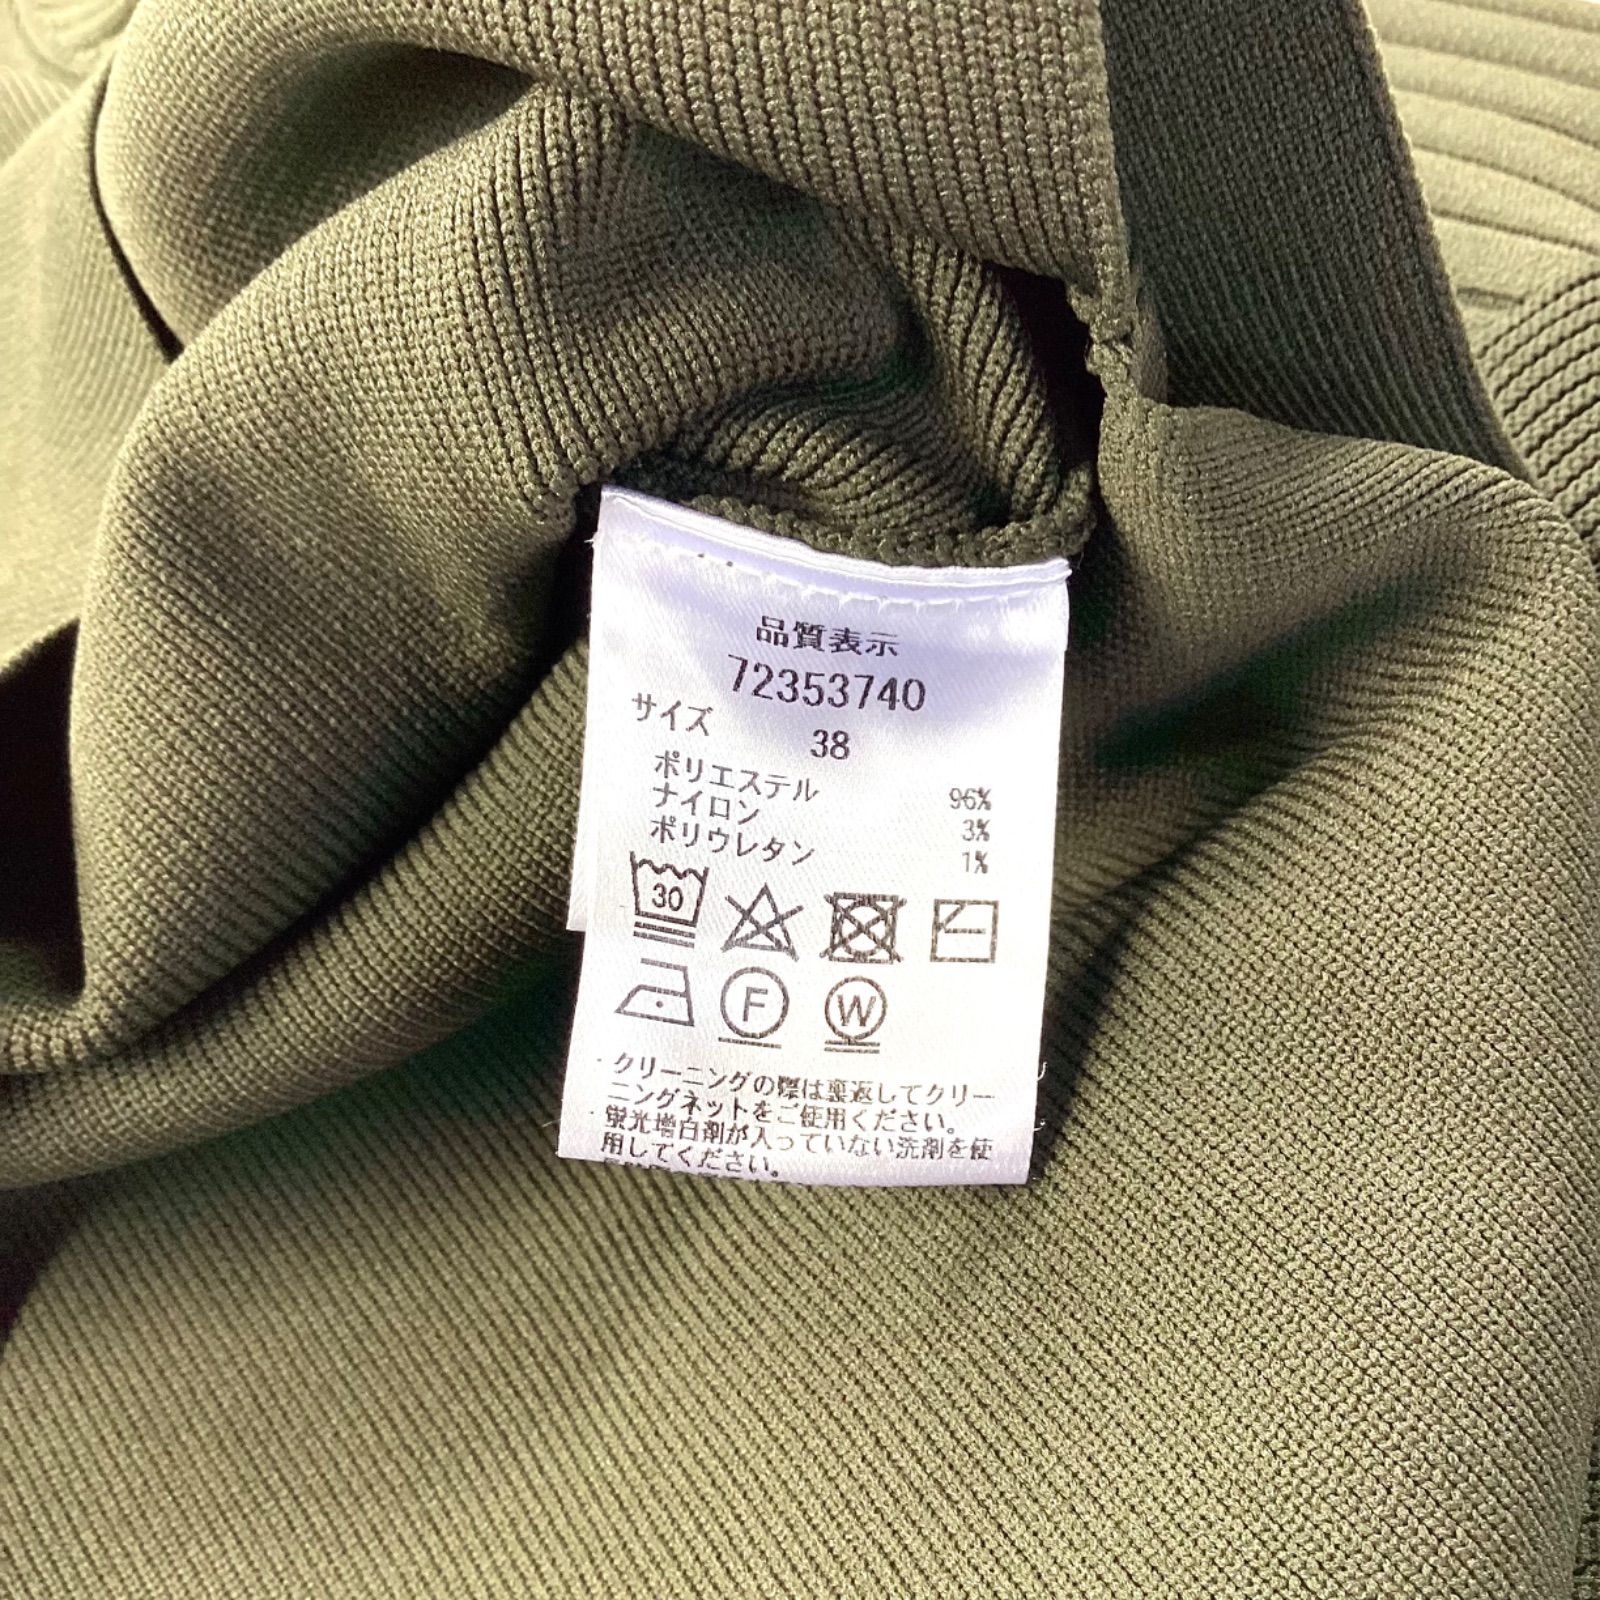 品質表示
72353740
サイズ 38
ポリエステル 96%
ナイロン 3%
ポリウレタン 1%
30
F W
・クリーニングの際は裏返してクリー
ニングネットをご使用ください。
・蛍光増白剤が入っていない洗剤を使
用してください。